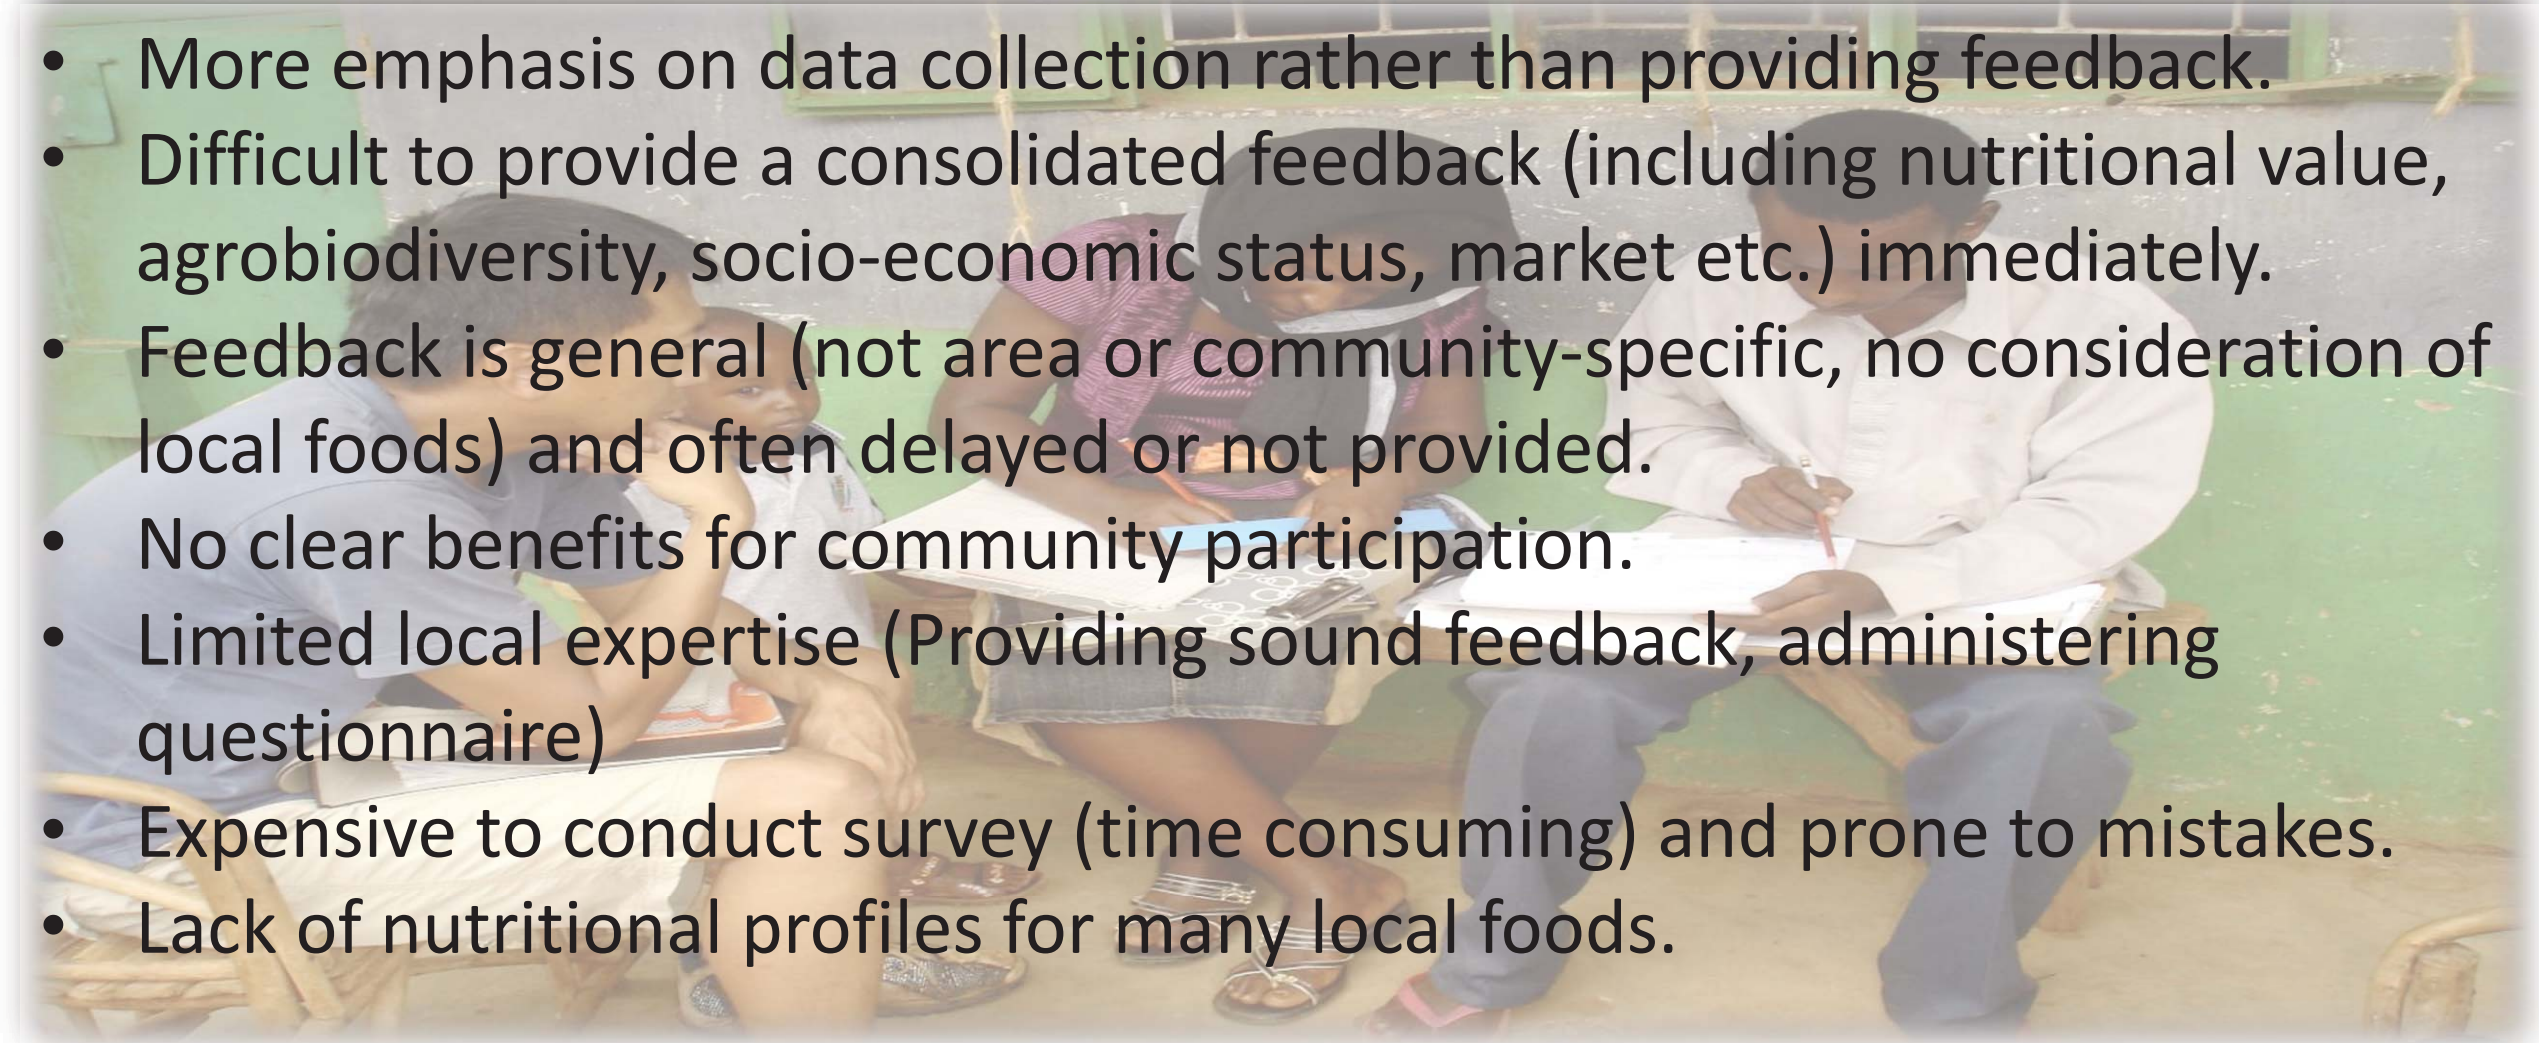 • More emphasis on data collection rather than providing feedback.
• Difficult to provide a consolidated feedback (including nutritional value,
agrobiodiversity, socio-economic status, market etc.) immediately.
• Feedback is general (not area or community-specific, no consideration of
local foods) and often delayed or not provided.
• No clear benefits for community participation.
• Limited local expertise (Providing sound feedback, administering
questionnaire)
• Expensive to conduct survey (time consuming) and prone to mistakes.
• Lack of nutritional profiles for many local foods.